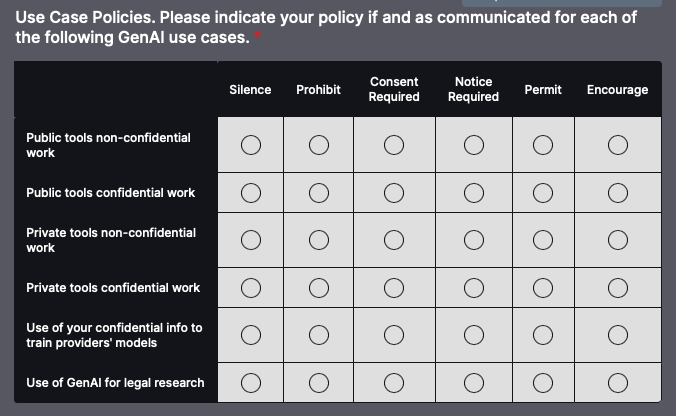 Use Case Policies. Please indicate your policy if and as communicated for each of
the following GenAI use cases. *
Silence Prohibit Consent Required Notice Required Permit Encourage
Public tools non-confidential
work
Public tools confidential work
Private tools non-confidential
work
Private tools confidential work
Use of your confidential info to
train providers' models
Use of GenAI for legal research